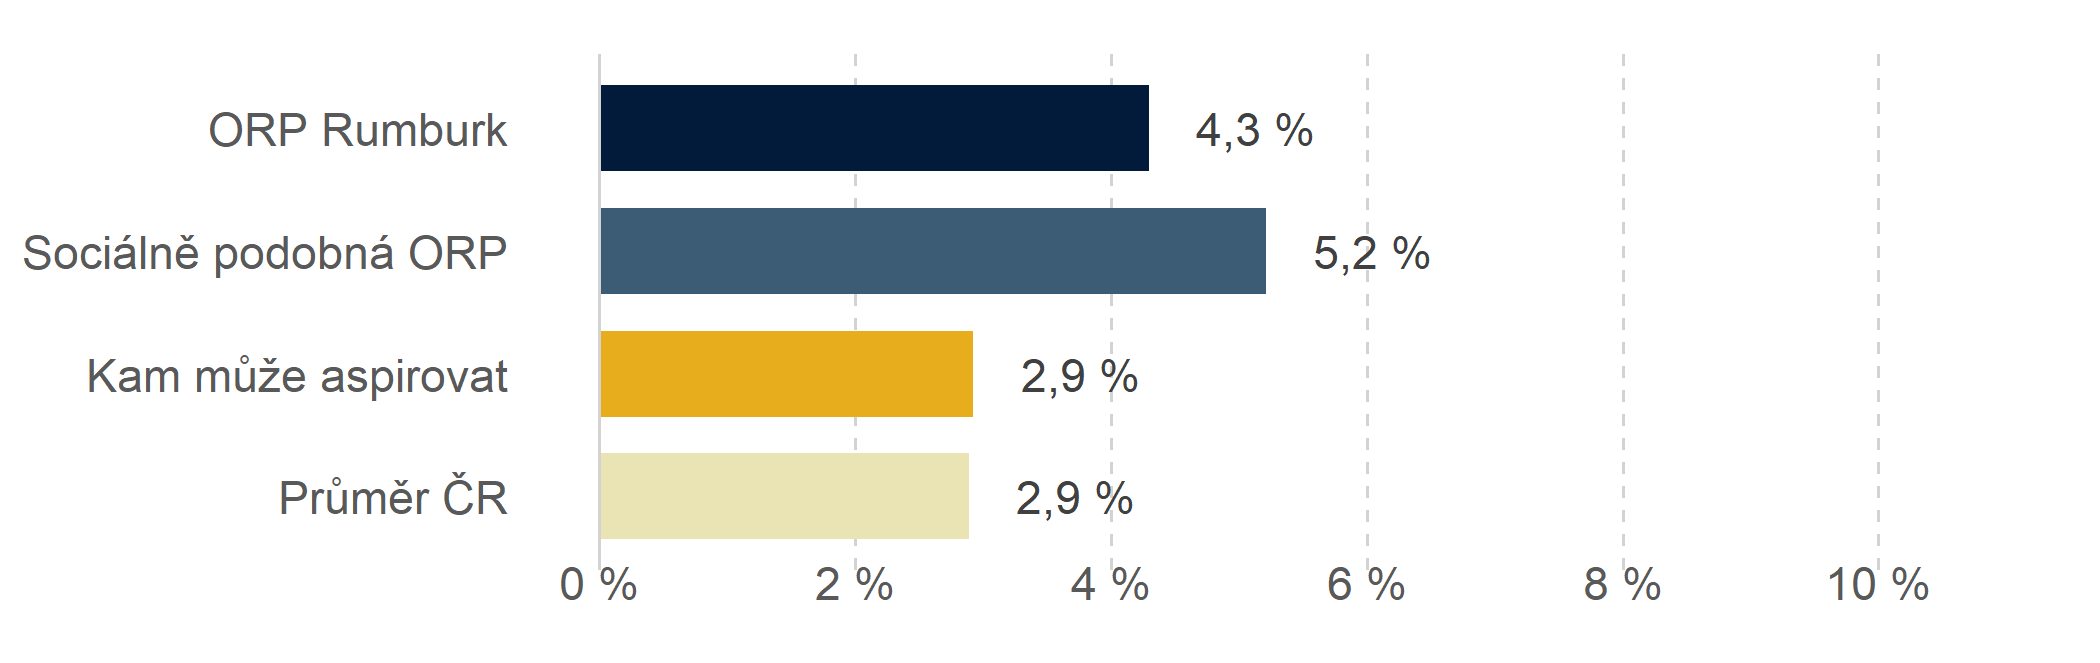 ORP Rumburk 4,3 %
Sociálně podobná ORP 5,2 %
Kam může aspirovat 2,9 %
Průměr ČR 2,9 %
0 % 2 % 4 % 6 % 8 % 10 %